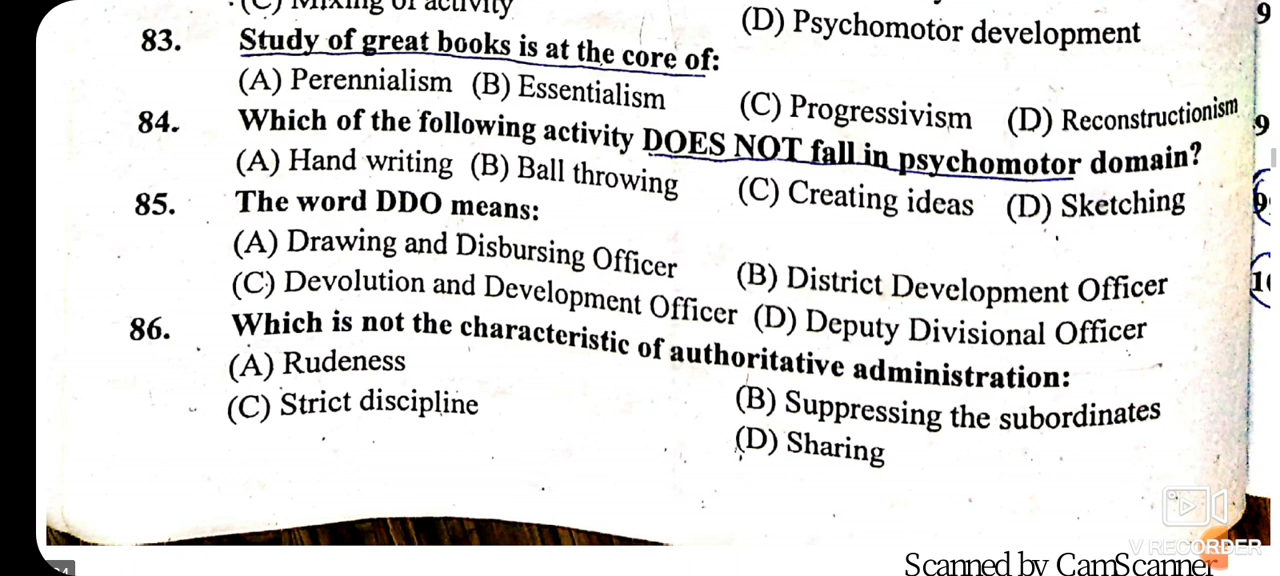 (C) Mixing of activity
(D) Psychomotor development
83. Study of great books is at the core of:
(A) Perennialism (B) Essentialism (C) Progressivism (D) Reconstructionism
84. Which of the following activity DOES NOT fall in psychomotor domain?
(A) Hand writing (B) Ball throwing (C) Creating ideas (D) Sketching
85. The word DDO means:
(A) Drawing and Disbursing Officer (B) District Development Officer
(C) Devolution and Development Officer (D) Deputy Divisional Officer
86. Which is not the characteristic of authoritative administration:
(A) Rudeness (B) Suppressing the subordinates
(C) Strict discipline (D) Sharing
V RECORDER
Scanned by CamScanner